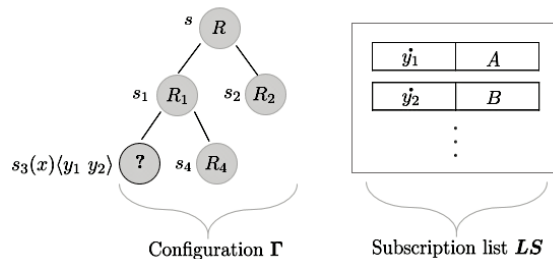 s R
s₁ R₁ s₂ R₂
s₃(x)⟨y₁ y₂⟩ ? s₄ R₄
ẏ₁ A
ẏ₂ B
⋮
Configuration Γ
Subscription list LS